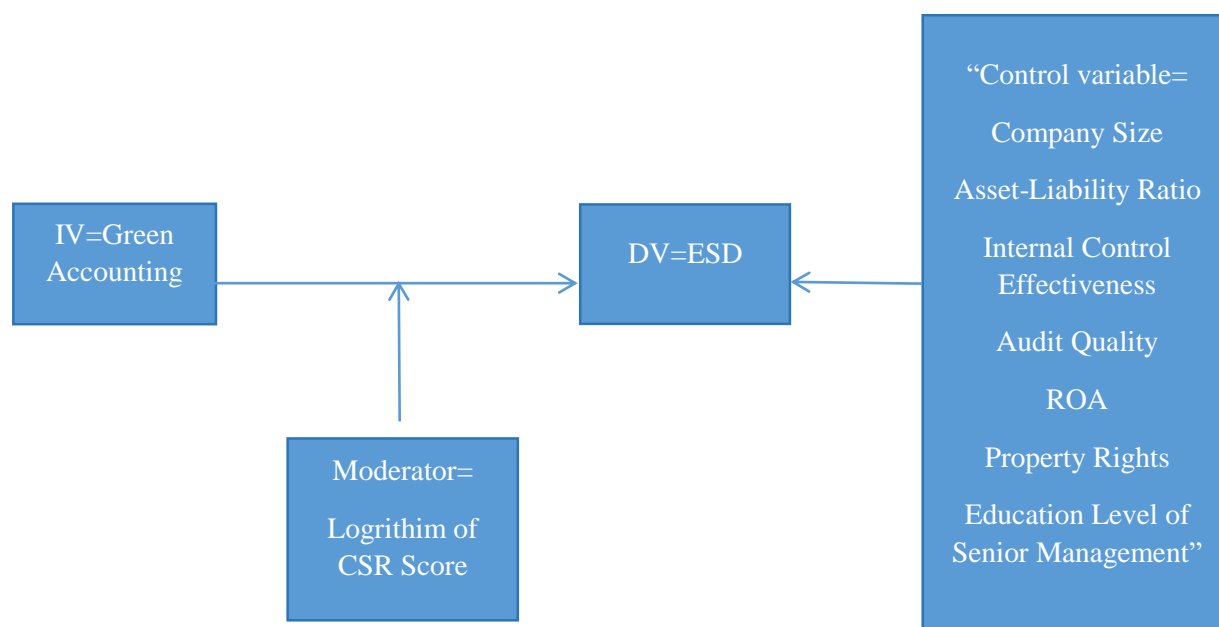 IV=Green
Accounting
DV=ESD
Moderator=
Logrithim of
CSR Score
“Control variable=
Company Size
Asset-Liability Ratio
Internal Control
Effectiveness
Audit Quality
ROA
Property Rights
Education Level of
Senior Management”